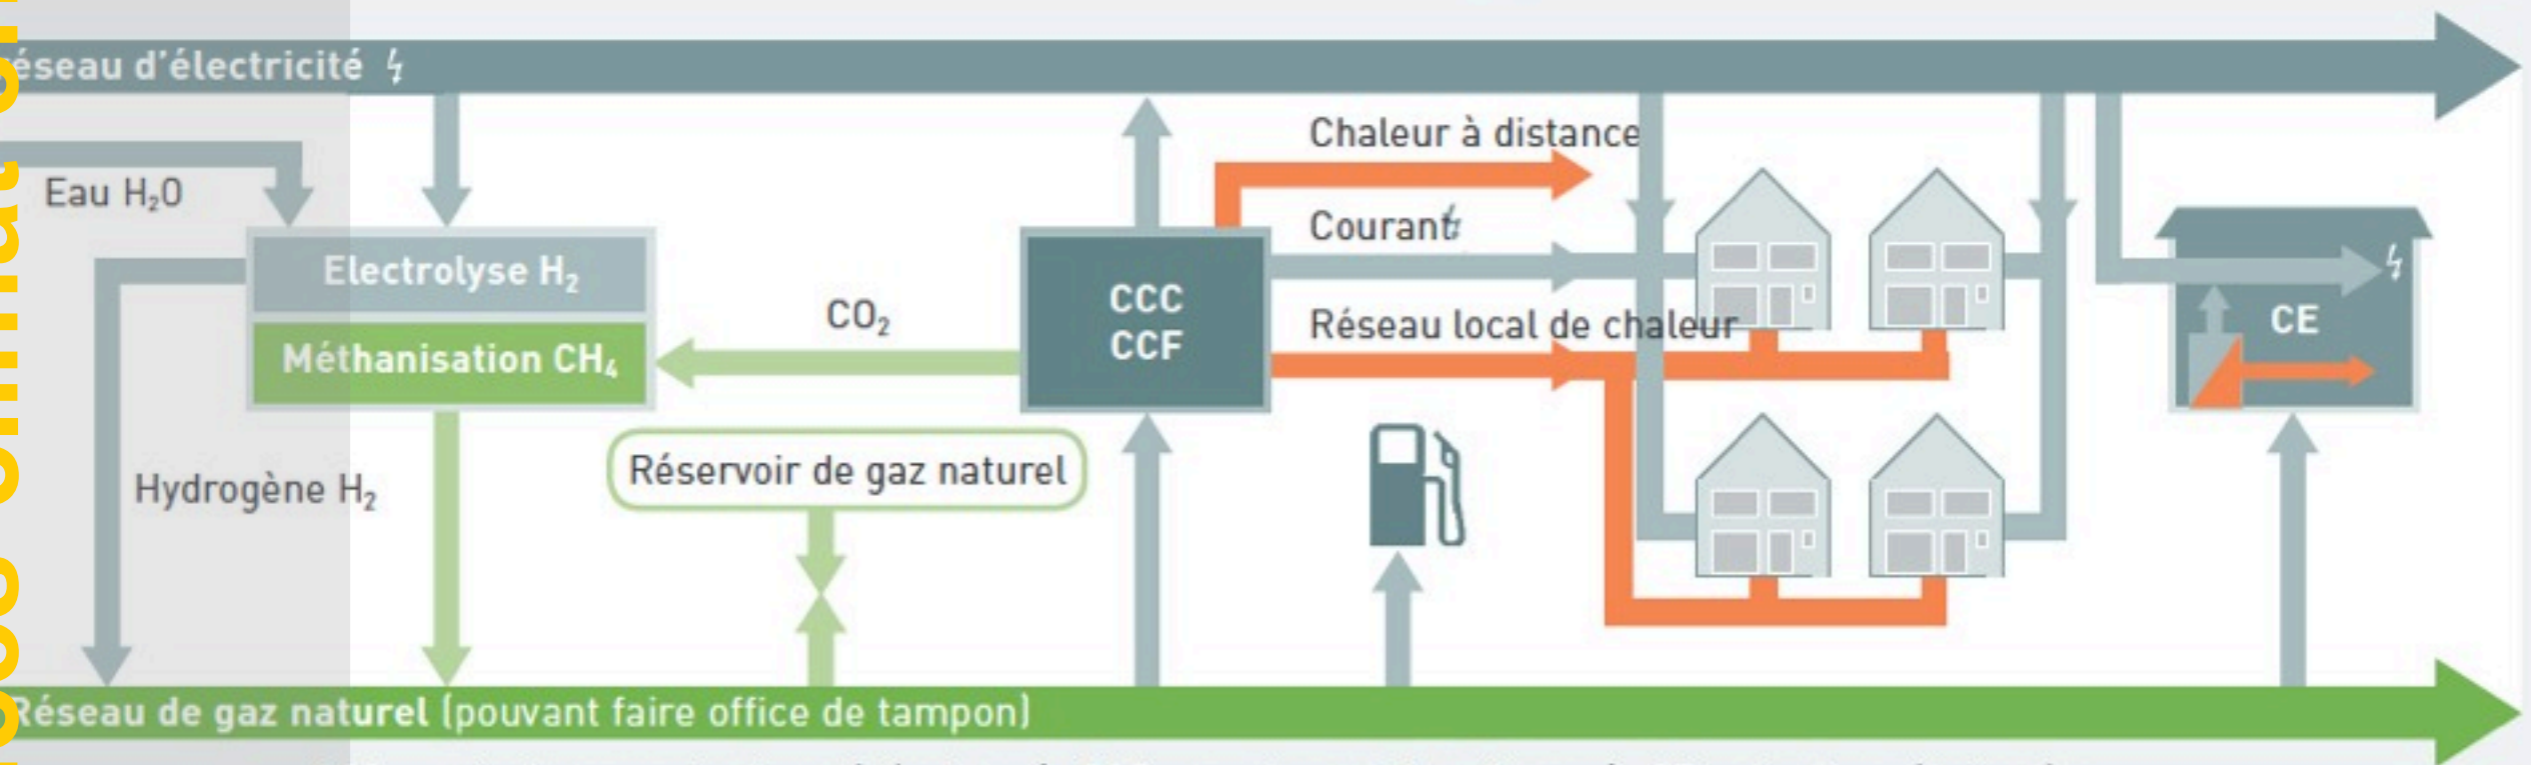 éseau d'électricité
Chaleur à distance
Eau H₂O
Courant
Electrolyse H₂
CO₂
CCC
CCF
CE
Réseau local de chaleur
Méthanisation CH₄
Réservoir de gaz naturel
Hydrogène H₂
Réseau de gaz naturel (pouvant faire office de tampon)